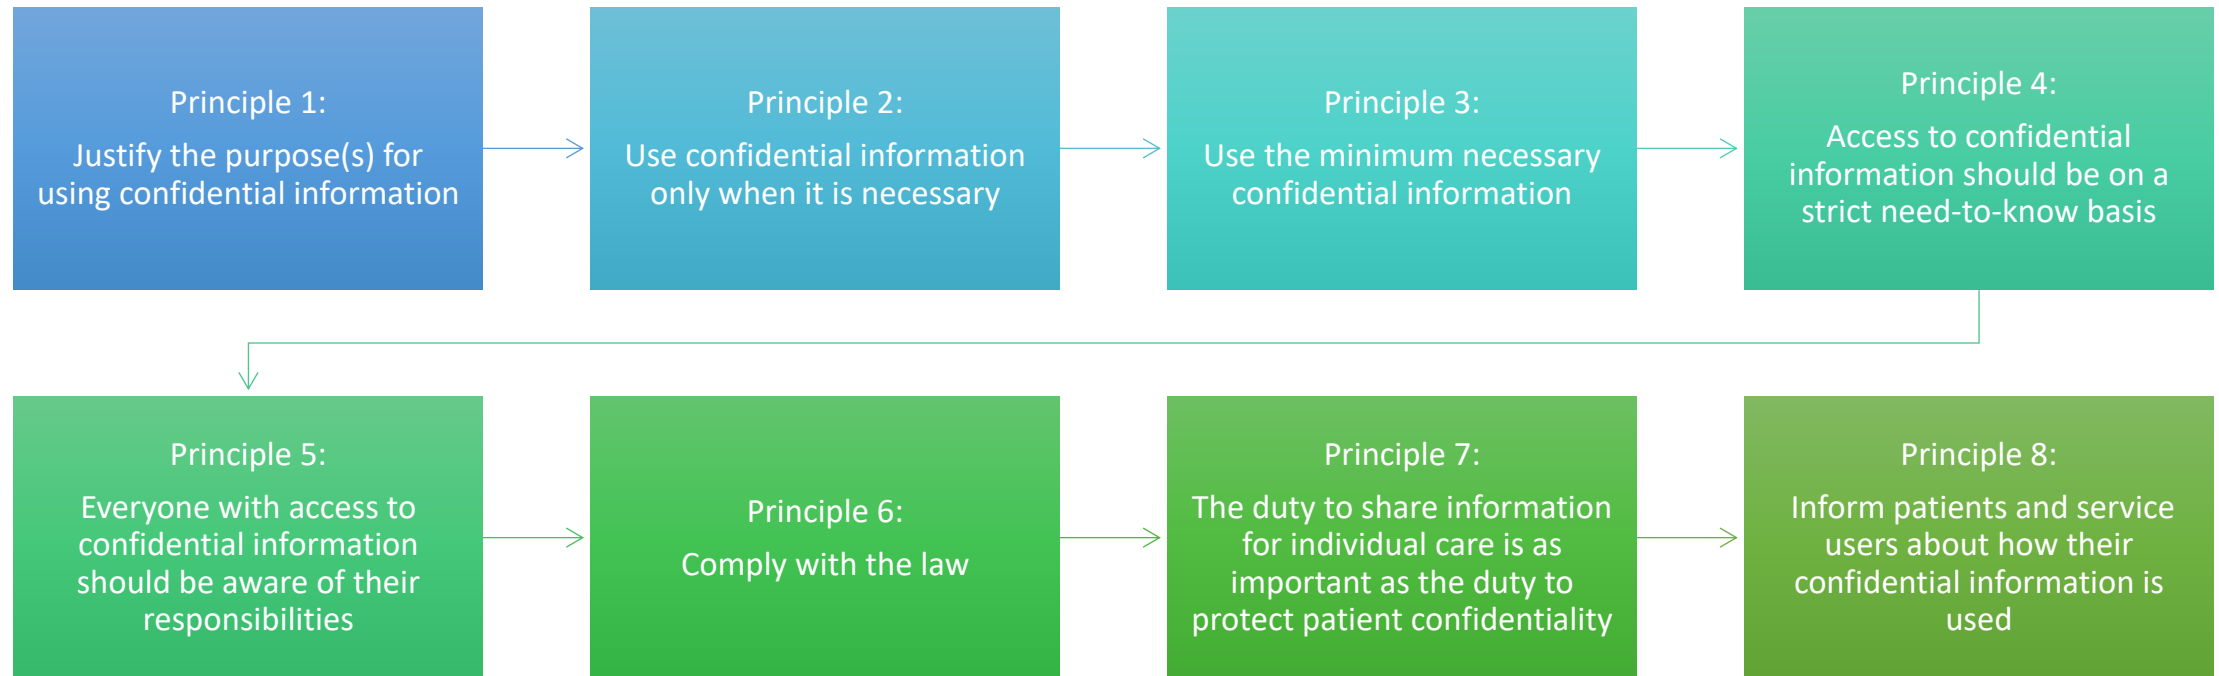 Principle 1:
Justify the purpose(s) for
using confidential information
Principle 2:
Use confidential information
only when it is necessary
Principle 3:
Use the minimum necessary
confidential information
Principle 4:
Access to confidential
information should be on a
strict need-to-know basis
Principle 5:
Everyone with access to
confidential information
should be aware of their
responsibilities
Principle 6:
Comply with the law
Principle 7:
The duty to share information
for individual care is as
important as the duty to
protect patient confidentiality
Principle 8:
Inform patients and service
users about how their
confidential information is
used